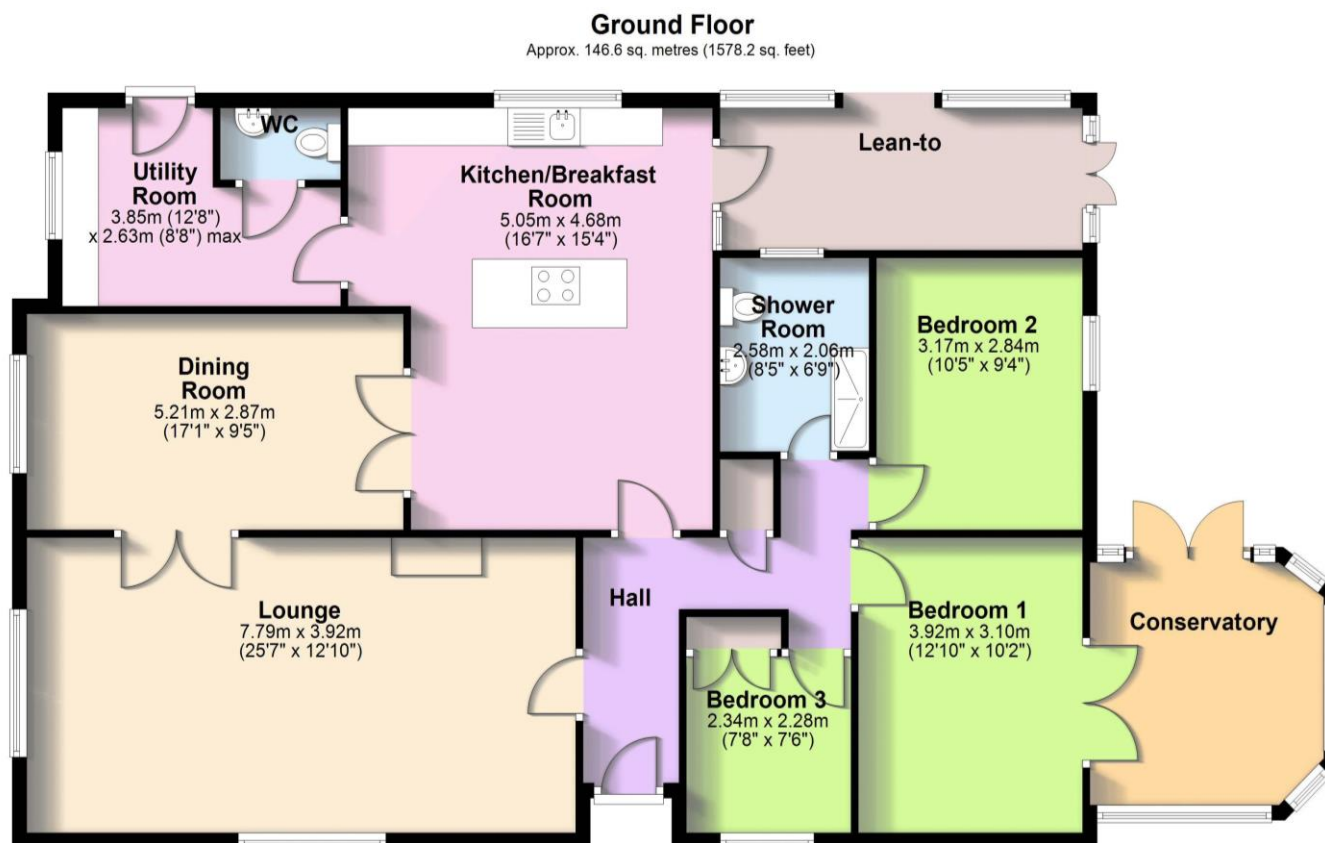 Ground Floor
Approx. 146.6 sq. metres (1578.2 sq. feet)
WC
Utility
Room
3.85m (12'8")
x 2.63m (8'8") max
Kitchen/Breakfast
Room
5.05m x 4.68m
(16'7" x 15'4")
Lean-to
Shower
Room
2.58m x 2.06m
(8'5" x 6'9")
Bedroom 2
3.17m x 2.84m
(10'5" x 9'4")
Dining
Room
5.21m x 2.87m
(17'1" x 9'5")
Lounge
7.79m x 3.92m
(25'7" x 12'10")
Hall
Bedroom 1
3.92m x 3.10m
(12'10" x 10'2")
Conservatory
Bedroom 3
2.34m x 2.28m
(7'8" x 7'6")